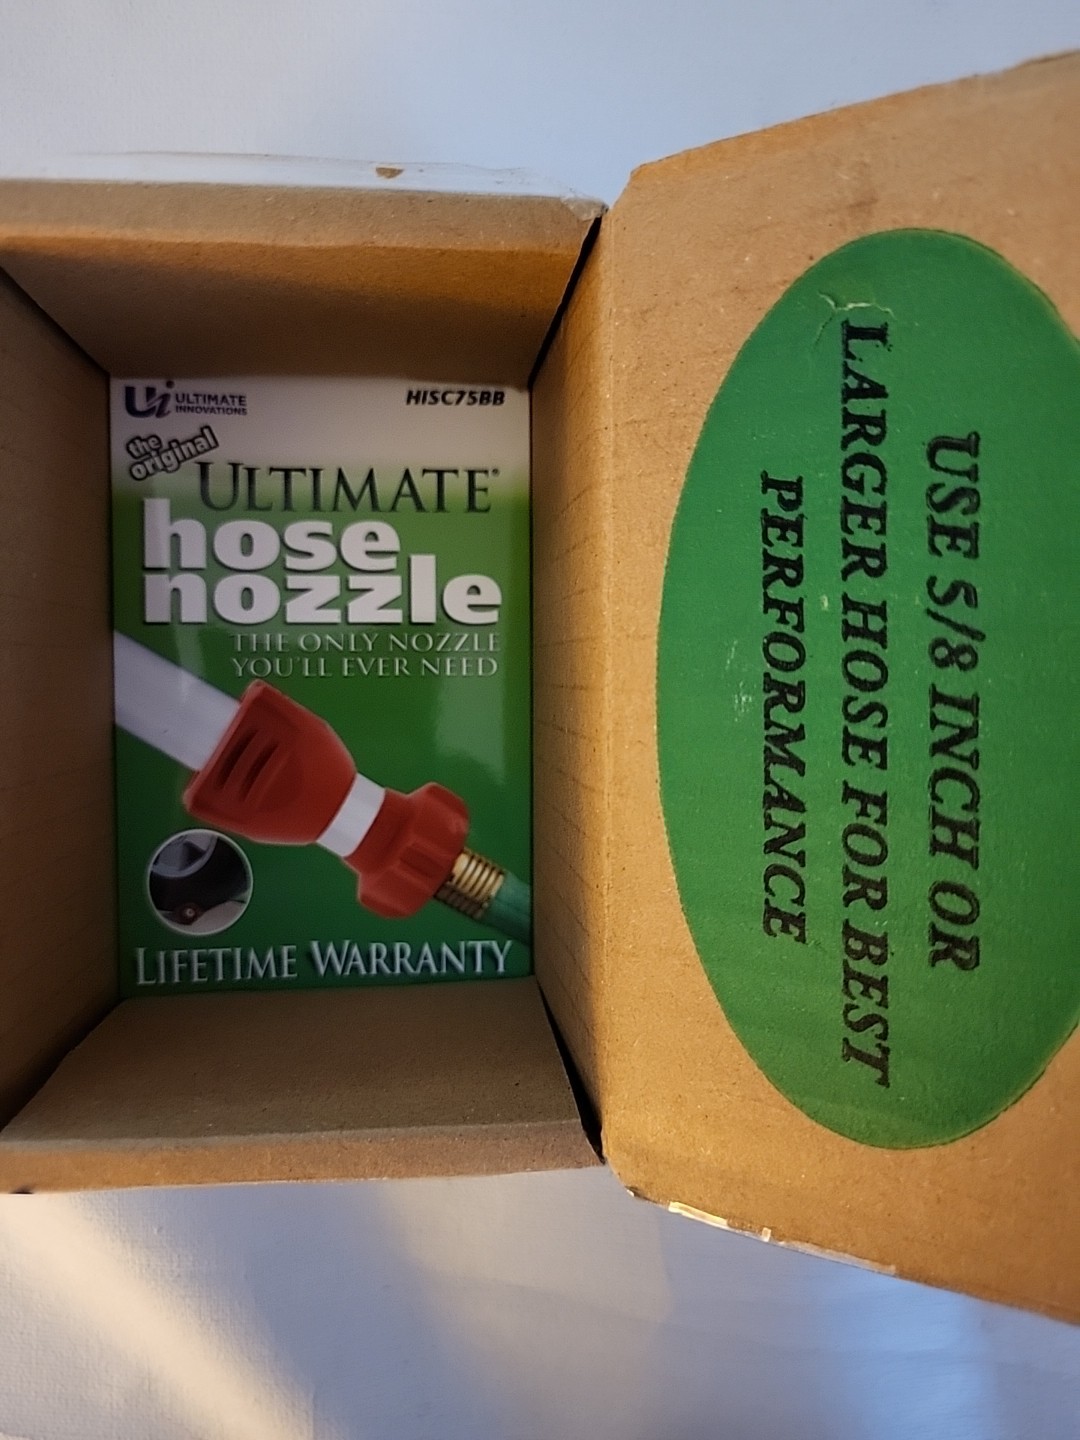 Ui ULTIMATE
INNOVATIONS
HISC75BB
the
original
ULTIMATE®
hose
nozzle
THE ONLY NOZZLE
YOU'LL EVER NEED
LIFETIME WARRANTY
USE 5/8 INCH OR
LARGER HOSE FOR BEST
PERFORMANCE